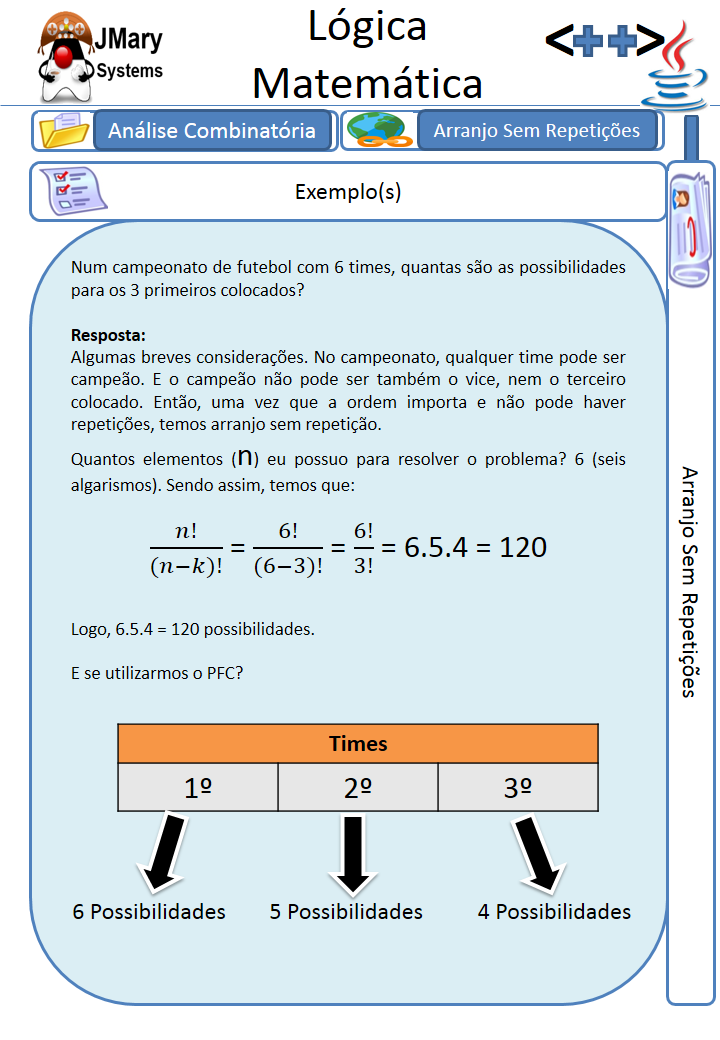 JMary
Systems
Lógica
Matemática
<++>
Análise Combinatória
Arranjo Sem Repetições
Exemplo(s)
Num campeonato de futebol com 6 times, quantas são as possibilidades
para os 3 primeiros colocados?
Resposta:
Algumas breves considerações. No campeonato, qualquer time pode ser
campeão. E o campeão não pode ser também o vice, nem o terceiro
colocado. Então, uma vez que a ordem importa e não pode haver
repetições, temos arranjo sem repetição.
Quantos elementos (n) eu possuo para resolver o problema? 6 (seis
algarismos). Sendo assim, temos que:
n!/(n−k)! = 6!/(6−3)! = 6!/3! = 6.5.4 = 120
Logo, 6.5.4 = 120 possibilidades.
E se utilizarmos o PFC?
Times
1º 2º 3º
6 Possibilidades 5 Possibilidades 4 Possibilidades
Arranjo Sem Repetições